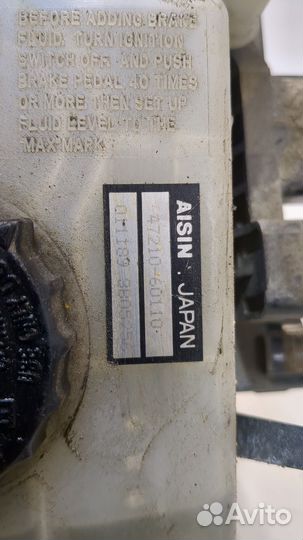 BEFORE ADDING BRAKE
FLUID: TURN IGNITION
SWITCH OFF AND PUSH
BRAKE PEDAL 40 TIMES
OR MORE THEN SET UP
FLUID LEVEL TO THE
MAX MARK.
AISIN . JAPAN
47210-60110
Avito